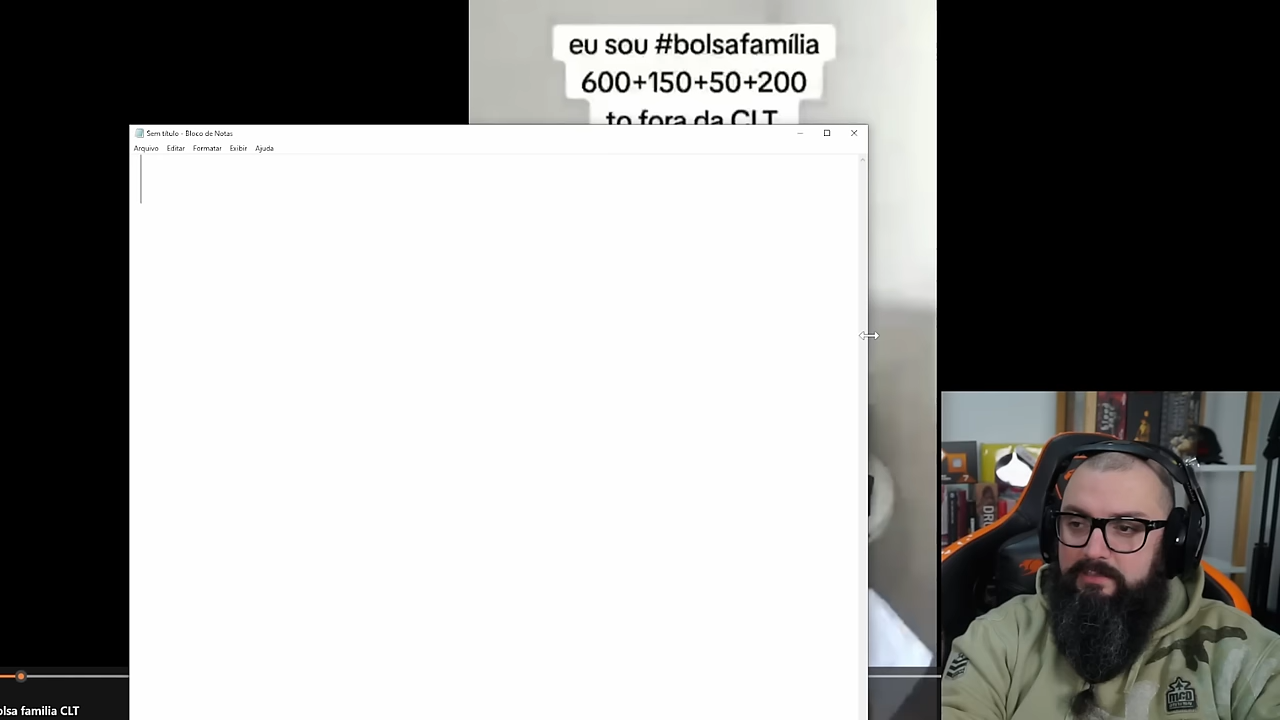 eu sou #bolsafamília
600+150+50+200
to fora da CLT
Sem título - Bloco de Notas
Arquivo Editar Formatar Exibir Ajuda
olsa familia CLT
MCD